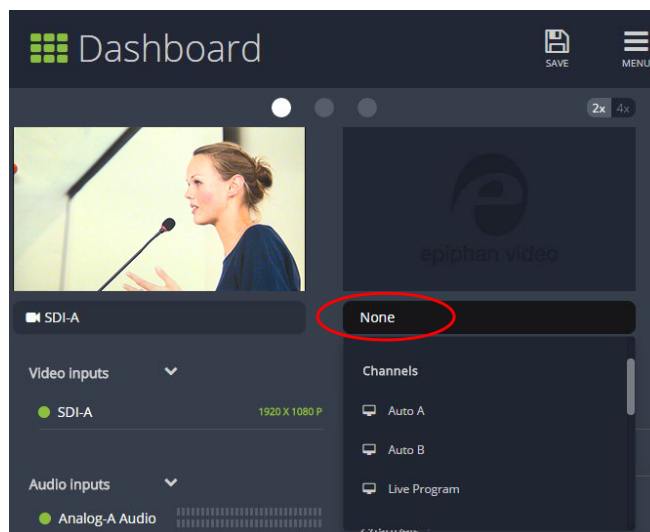 Dashboard
SAVE
MENU
2x 4x
epiphan video
SDI-A
None
Video inputs
SDI-A 1920 X 1080 P
Audio inputs
Analog-A Audio
Channels
Auto A
Auto B
Live Program